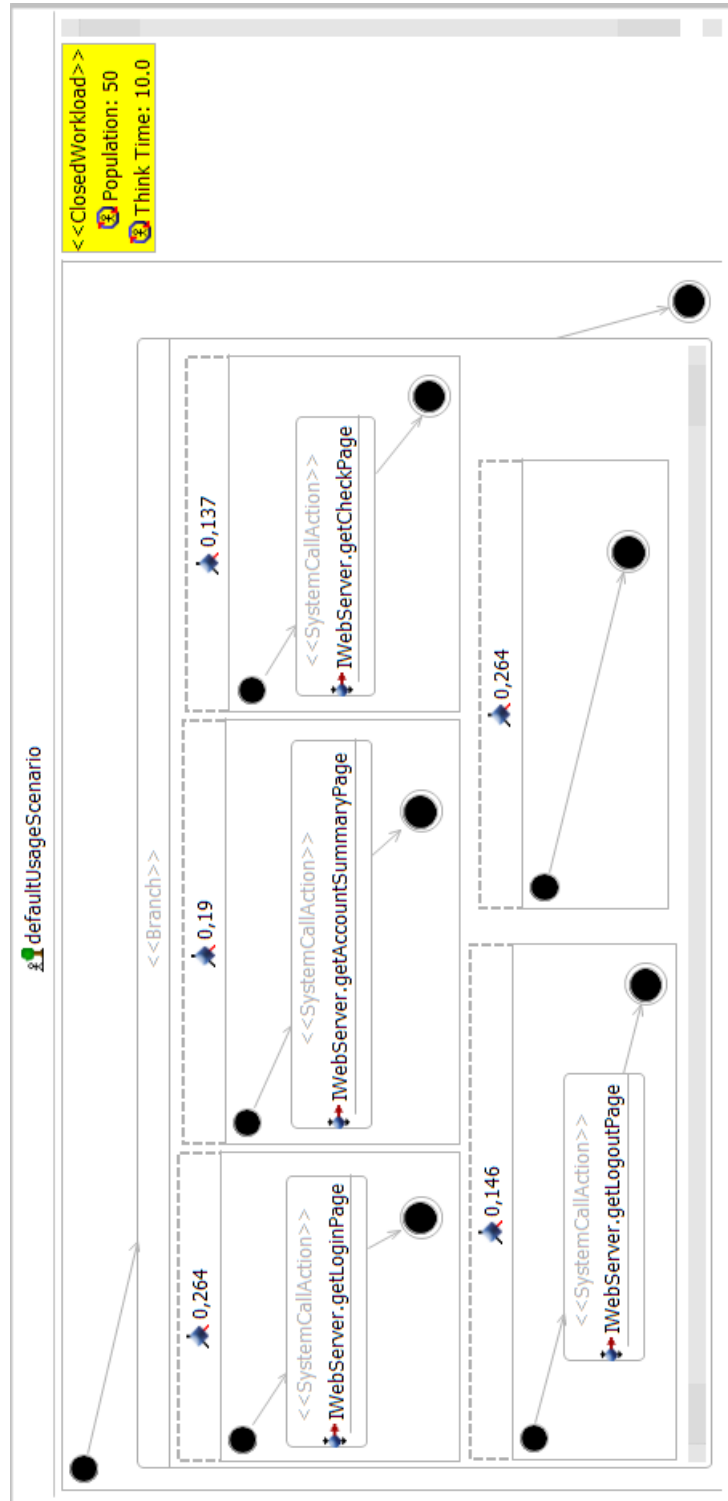 defaultUsageScenario
<<ClosedWorkload>>
Population: 50
Think Time: 10.0
<<Branch>>
0,264
<<SystemCallAction>>
IWebServer.getLoginPage
0,19
<<SystemCallAction>>
IWebServer.getAccountSummaryPage
0,137
<<SystemCallAction>>
IWebServer.getCheckPage
0,146
<<SystemCallAction>>
IWebServer.getLogoutPage
0,264